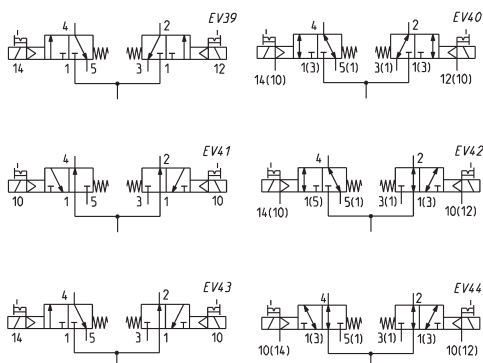 4 2 EV39
14 1 5 3 1 12
4 2 EV40
14(10) 1(3) 5(1) 3(1) 1(3) 12(10)
4 2 EV41
10 1 5 3 1 10
4 2 EV42
14(10) 1(5) 5(1) 3(1) 1(3) 10(12)
4 2 EV43
14 1 5 3 1 10
4 2 EV44
10(14) 1(3) 5(1) 3(1) 1(3) 10(12)